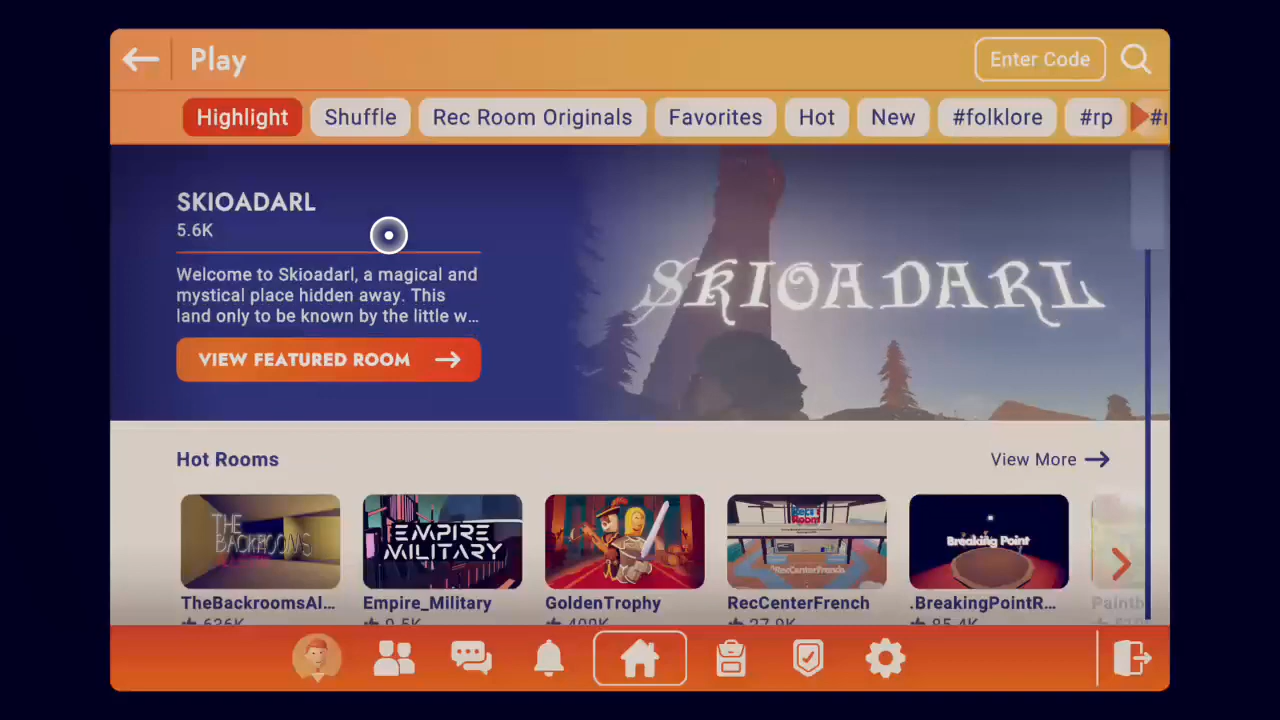 Play
Enter Code
Highlight
Shuffle
Rec Room Originals
Favorites
Hot
New
#folklore
#rp
SKIOADARL
5.6K
Welcome to Skioadarl, a magical and
mystical place hidden away. This
land only to be known by the little w...
VIEW FEATURED ROOM
SKIOADARL
Hot Rooms
View More
THE
BACKROOMS
EMPIRE
MILITARY
RecCenterFrench
Breaking Point
TheBackroomsAl...
Empire_Military
GoldenTrophy
RecCenterFrench
.BreakingPointR...
Paintb